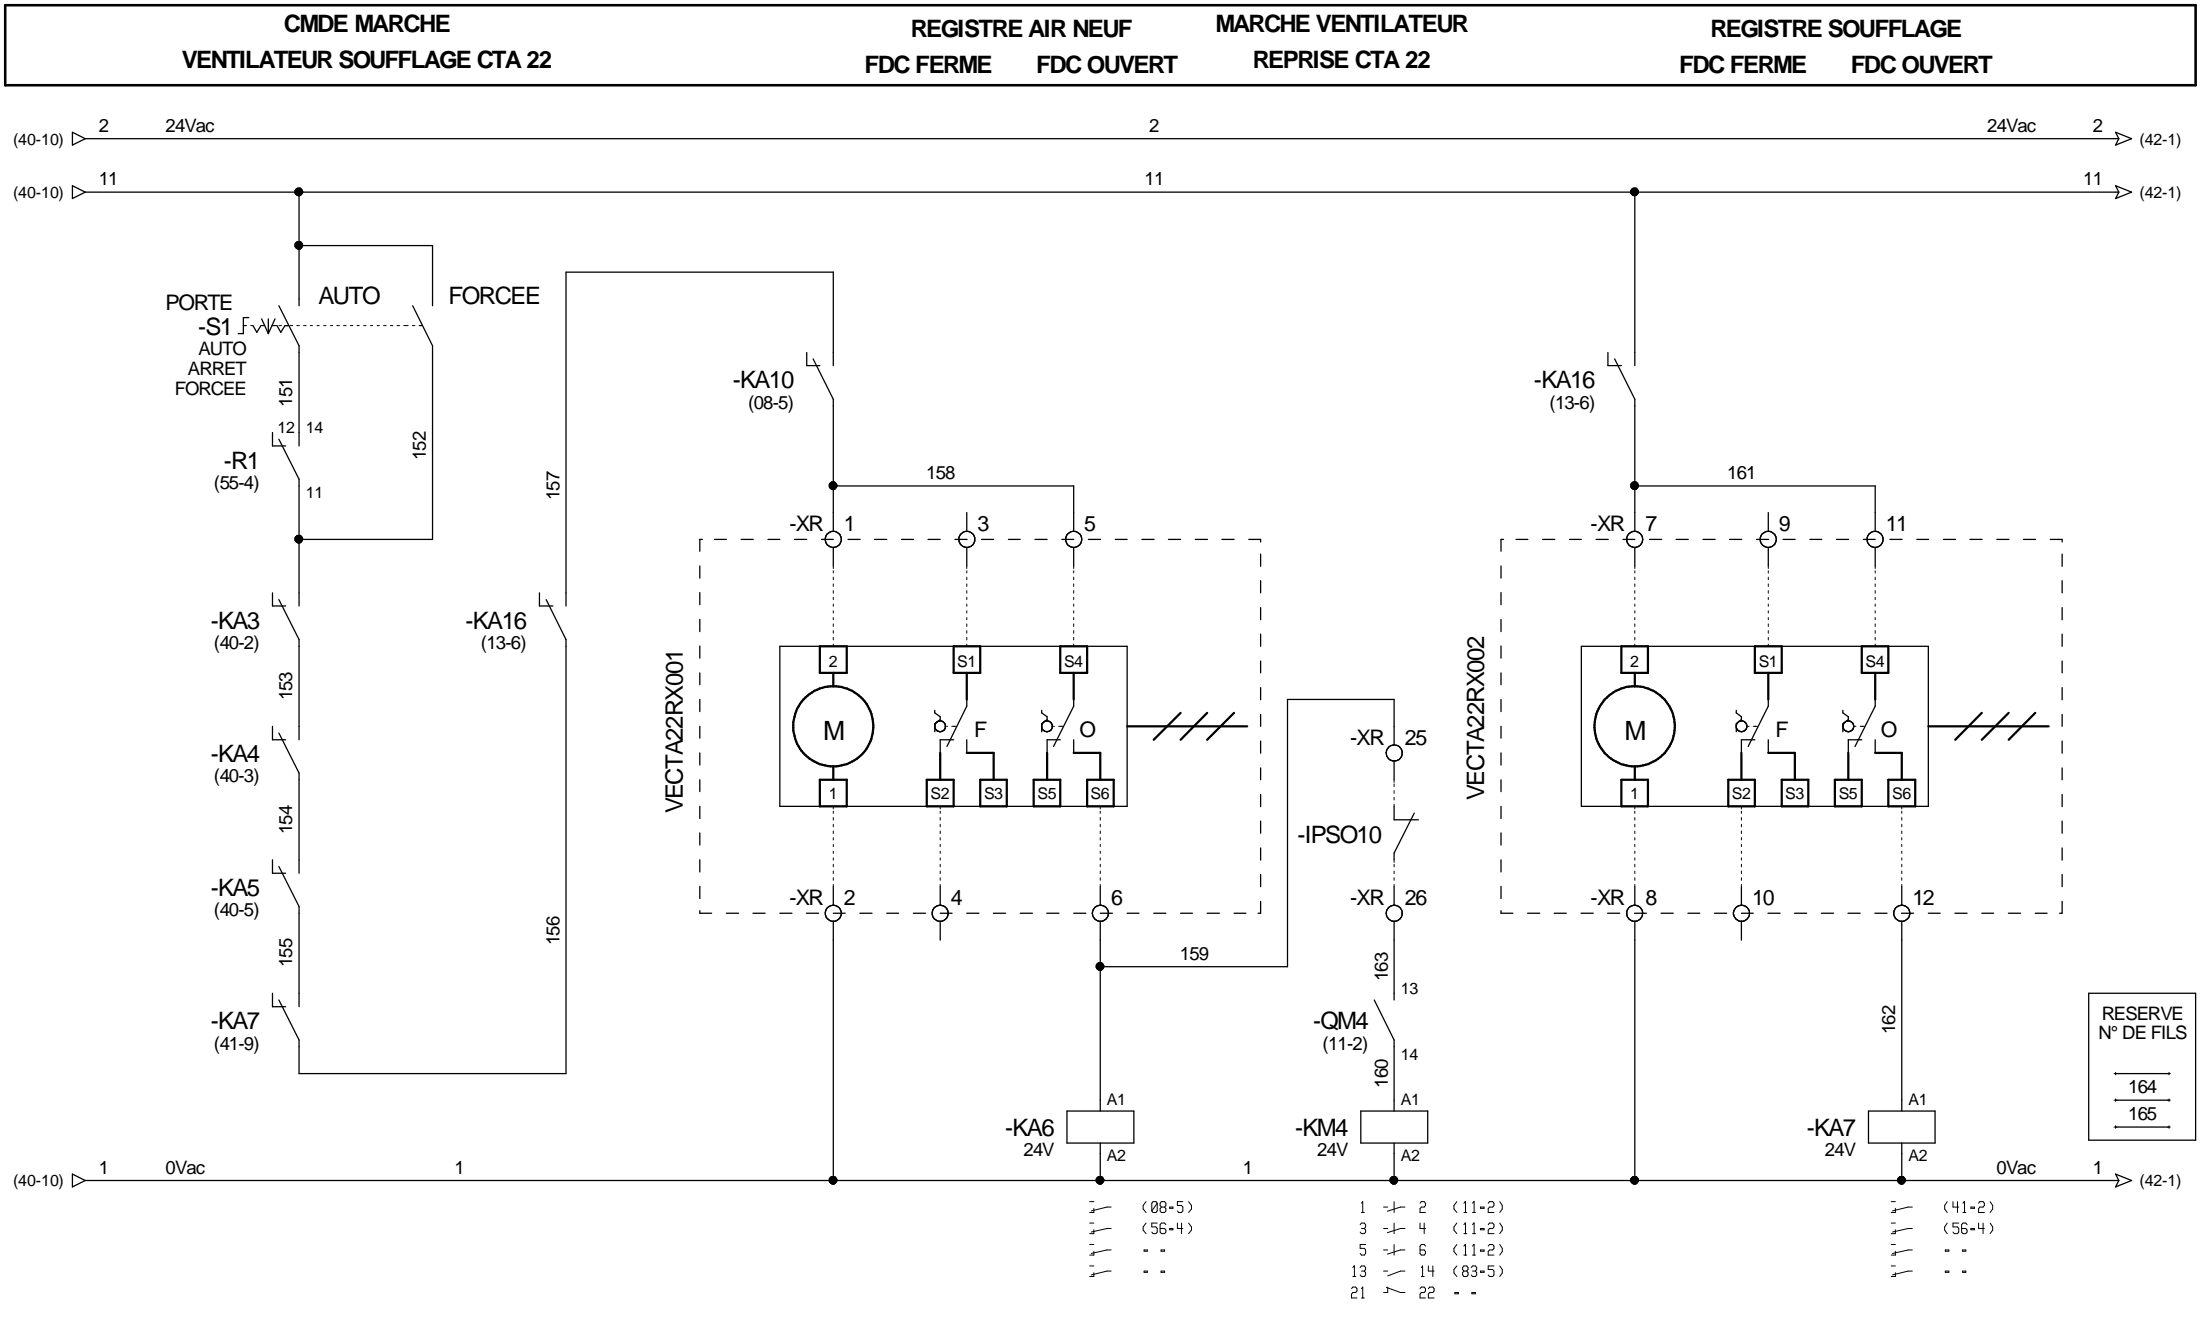 CMDE MARCHE
VENTILATEUR SOUFFLAGE CTA 22
REGISTRE AIR NEUF
FDC FERME FDC OUVERT
MARCHE VENTILATEUR
REPRISE CTA 22
REGISTRE SOUFFLAGE
FDC FERME FDC OUVERT
(40-10) 2 24Vac 2 24Vac 2 (42-1)
(40-10) 11 11 11 (42-1)
PORTE
-S1
AUTO
ARRET
FORCEE
AUTO
FORCEE
151
152
12 14
-R1
(55-4)
11
-KA3
(40-2)
153
-KA4
(40-3)
154
-KA5
(40-5)
155
-KA7
(41-9)
157
-KA16
(13-6)
156
-KA10
(08-5)
158
-XR 1 3 5
VECTA22RX001
2 S1 S4
M F O
1 S2 S3 S5 S6
-XR 2 4 6
159
-KA6
24V
A1
A2
-XR 25
-IPSO10
-XR 26
163
13
-QM4
(11-2)
14
160
-KM4
24V
A1
A2
-KA16
(13-6)
161
-XR 7 9 11
VECTA22RX002
2 S1 S4
M F O
1 S2 S3 S5 S6
-XR 8 10 12
162
-KA7
24V
A1
A2
RESERVE
N° DE FILS
164
165
(40-10) 1 0Vac 1 1 0Vac 1 (42-1)
(08-5)
(56-4)
- -
- -
1 2 (11-2)
3 4 (11-2)
5 6 (11-2)
13 14 (83-5)
21 22 - -
(41-2)
(56-4)
- -
- -